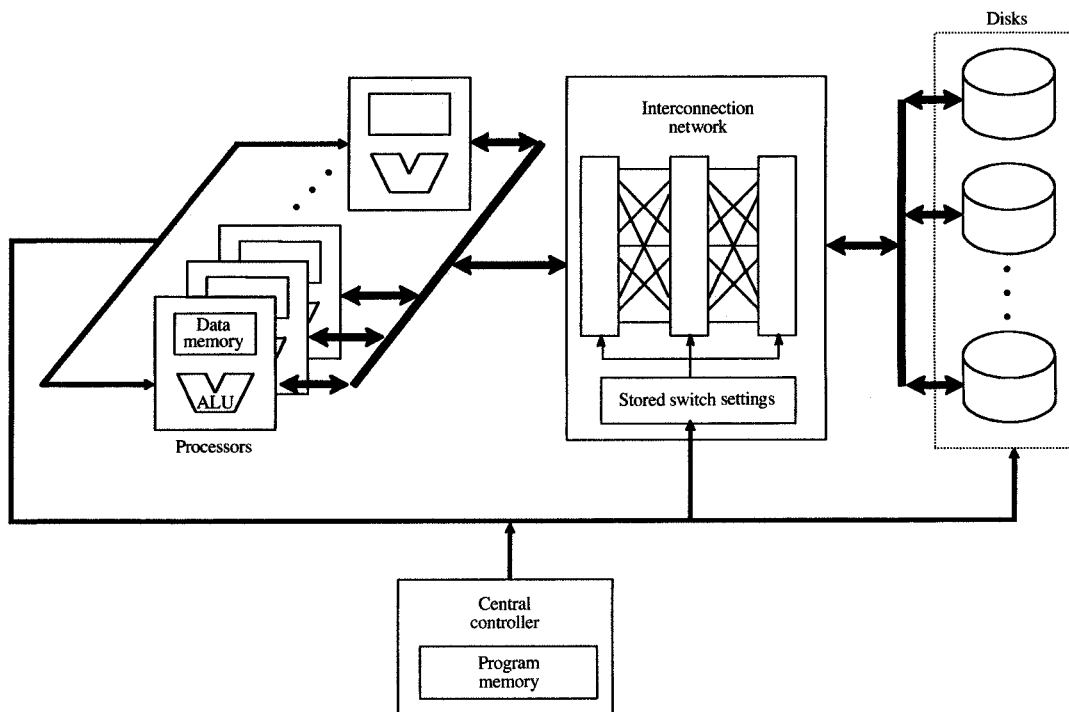 Disks
Interconnection
network
Data
memory
ALU
Processors
Stored switch settings
Central
controller
Program
memory